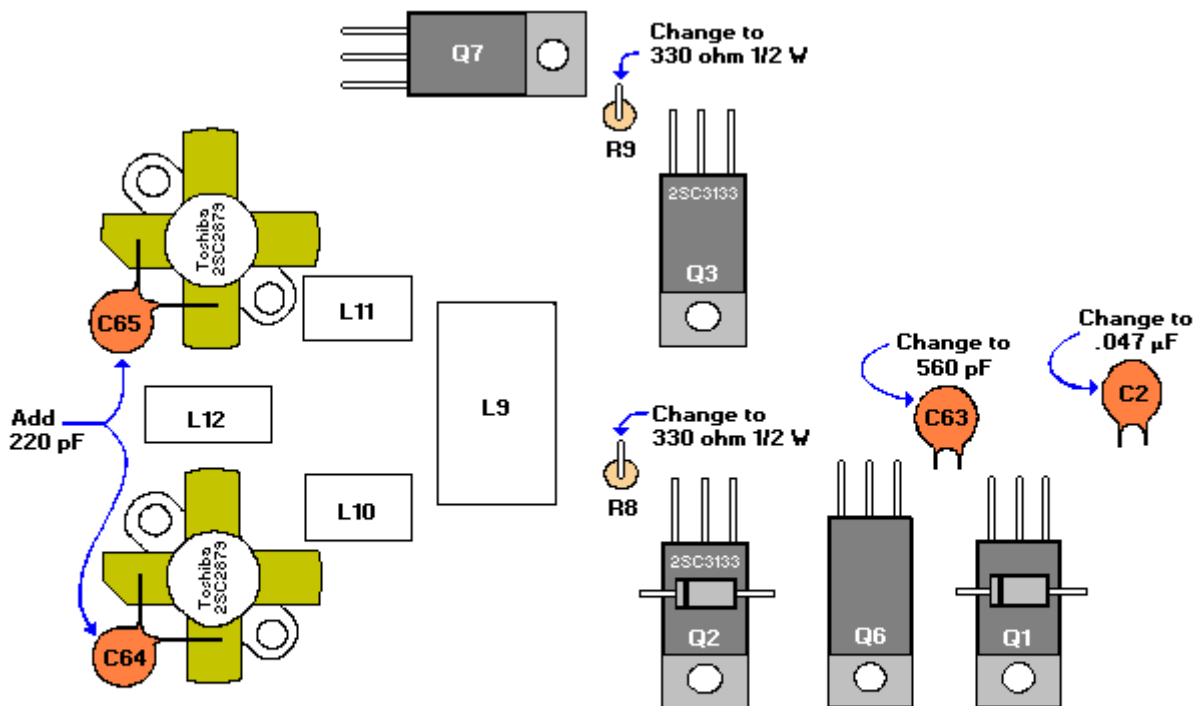 Q7
Change to
330 ohm 1/2 W
R9
2SC3133
Q3
Toshiba
2SC2879
C65
L11
L9
Add
220 pF
L12
Change to
330 ohm 1/2 W
R8
Change to
560 pF
C63
Change to
.047 µF
C2
L10
Toshiba
2SC2879
C64
2SC3133
Q2
Q6
Q1